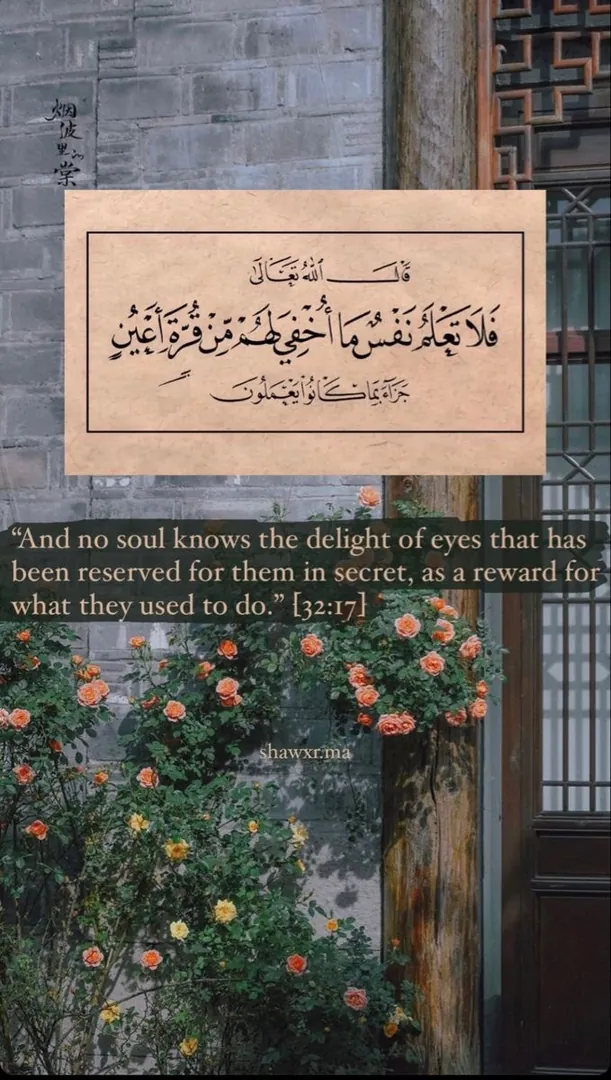 烟波里的棠
قَالَ اللهُ تَعَالَىٰ
فَلَا تَعْلَمُ نَفْسٌ مَا أُخْفِيَ لَهُمْ مِّنْ قُرَّةِ أَعْيُنٍ
جَزَاءً بِمَا كَانُوا يَعْمَلُونَ
“And no soul knows the delight of eyes that has
been reserved for them in secret, as a reward for
what they used to do.” [32:17]
shawxr.ma